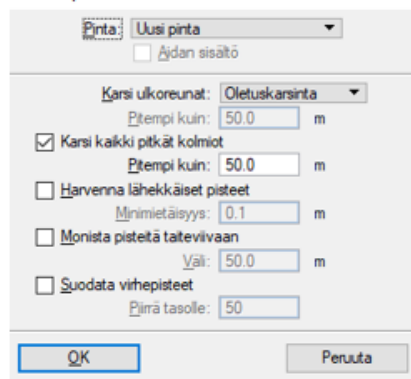 Pinta: Uusi pinta
Aidan sisältö
Karsi ulkoreunat: Oletuskarsinta
Pitempi kuin: 50.0 m
Karsi kaikki pitkät kolmiot
Pitempi kuin: 50.0 m
Harvenna lähekkäiset pisteet
Minimietäisyys: 0.1 m
Monista pisteitä taiteviivaan
Väli: 50.0 m
Suodata virhepisteet
Piirrä tasolle: 50
OK Peruuta